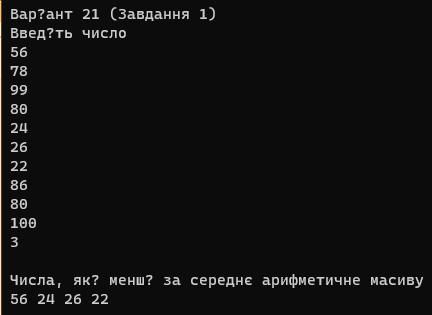 Вар?ант 21 (Завдання 1)
Введ?ть число
56
78
99
80
24
26
22
86
80
100
3
Числа, як? менш? за середнє арифметичне масиву
56 24 26 22